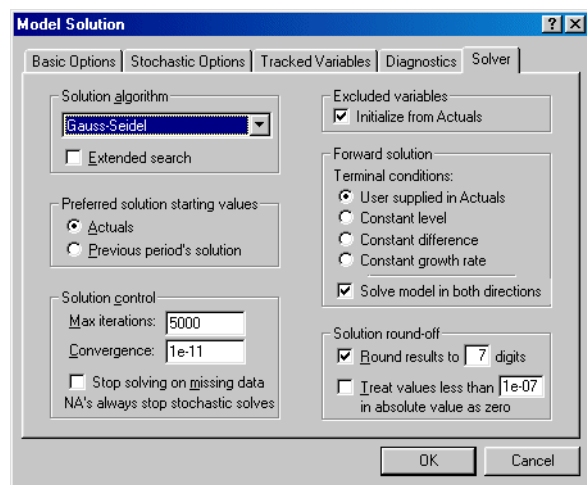 Model Solution
Basic Options
Stochastic Options
Tracked Variables
Diagnostics
Solver
Solution algorithm
Gauss-Seidel
Extended search
Preferred solution starting values
Actuals
Previous period's solution
Solution control
Max iterations: 5000
Convergence: 1e-11
Stop solving on missing data
NA's always stop stochastic solves
Excluded variables
Initialize from Actuals
Forward solution
Terminal conditions:
User supplied in Actuals
Constant level
Constant difference
Constant growth rate
Solve model in both directions
Solution round-off
Round results to 7 digits
Treat values less than 1e-07
in absolute value as zero
OK
Cancel